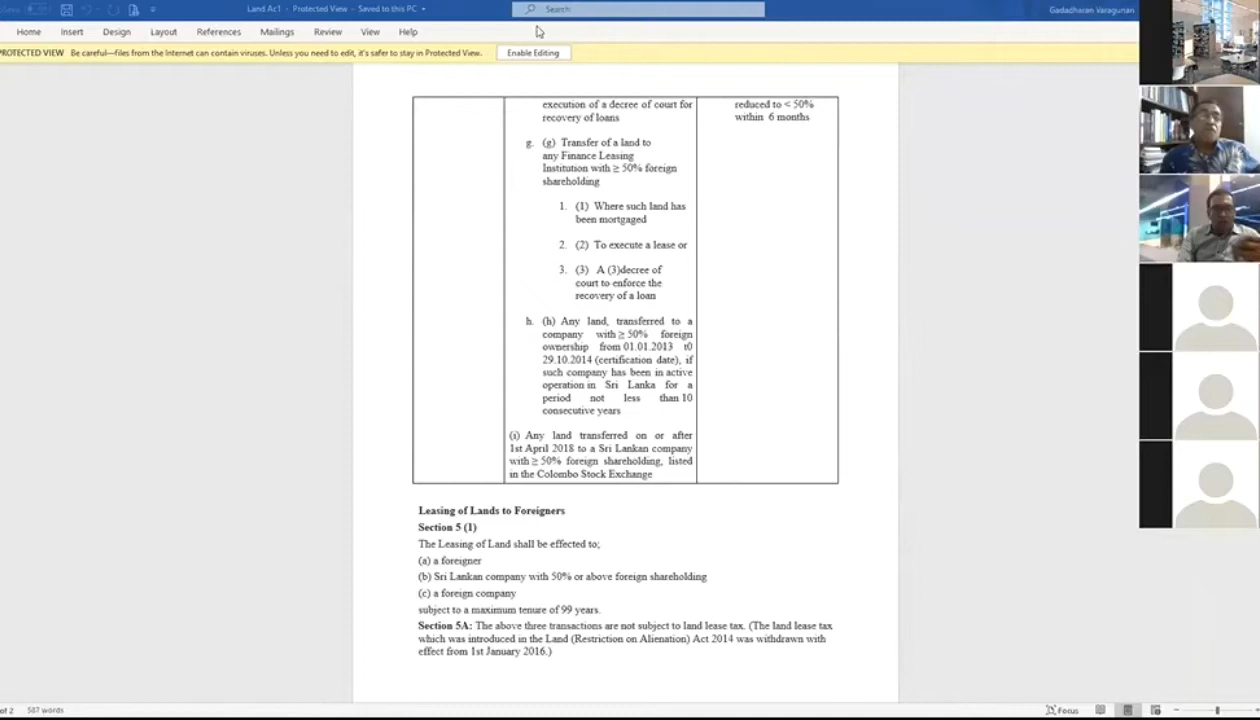 Land Act - Protected View - Saved to this PC
Search
Gadadharan Varagunan
Home Insert Design Layout References Mailings Review View Help
PROTECTED VIEW Be careful—files from the Internet can contain viruses. Unless you need to edit, it's safer to stay in Protected View. Enable Editing
execution of a decree of court for
recovery of loans
reduced to < 50%
within 6 months
g. (g) Transfer of a land to
any Finance Leasing
Institution with ≥ 50% foreign
shareholding
1. (1) Where such land has
been mortgaged
2. (2) To execute a lease or
3. (3) A (3)decree of
court to enforce the
recovery of a loan
h. (h) Any land, transferred to a
company with ≥ 50% foreign
ownership from 01.01.2013 t0
29.10.2014 (certification date), if
such company has been in active
operation in Sri Lanka for a
period not less than 10
consecutive years
(i) Any land transferred on or after
1st April 2018 to a Sri Lankan company
with ≥ 50% foreign shareholding, listed
in the Colombo Stock Exchange
Leasing of Lands to Foreigners
Section 5 (1)
The Leasing of Land shall be effected to;
(a) a foreigner
(b) Sri Lankan company with 50% or above foreign shareholding
(c) a foreign company
subject to a maximum tenure of 99 years.
Section 5A: The above three transactions are not subject to land lease tax. (The land lease tax
which was introduced in the Land (Restriction on Alienation) Act 2014 was withdrawn with
effect from 1st January 2016.)
of 2 587 words
Focus